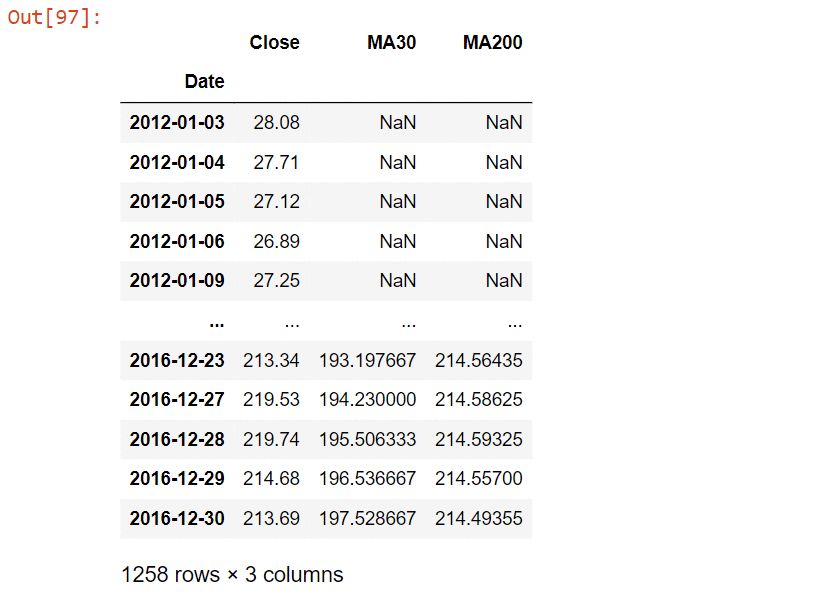 Out[97]:
Close MA30 MA200
Date
2012-01-03 28.08 NaN NaN
2012-01-04 27.71 NaN NaN
2012-01-05 27.12 NaN NaN
2012-01-06 26.89 NaN NaN
2012-01-09 27.25 NaN NaN
... ... ... ...
2016-12-23 213.34 193.197667 214.56435
2016-12-27 219.53 194.230000 214.58625
2016-12-28 219.74 195.506333 214.59325
2016-12-29 214.68 196.536667 214.55700
2016-12-30 213.69 197.528667 214.49355
1258 rows × 3 columns